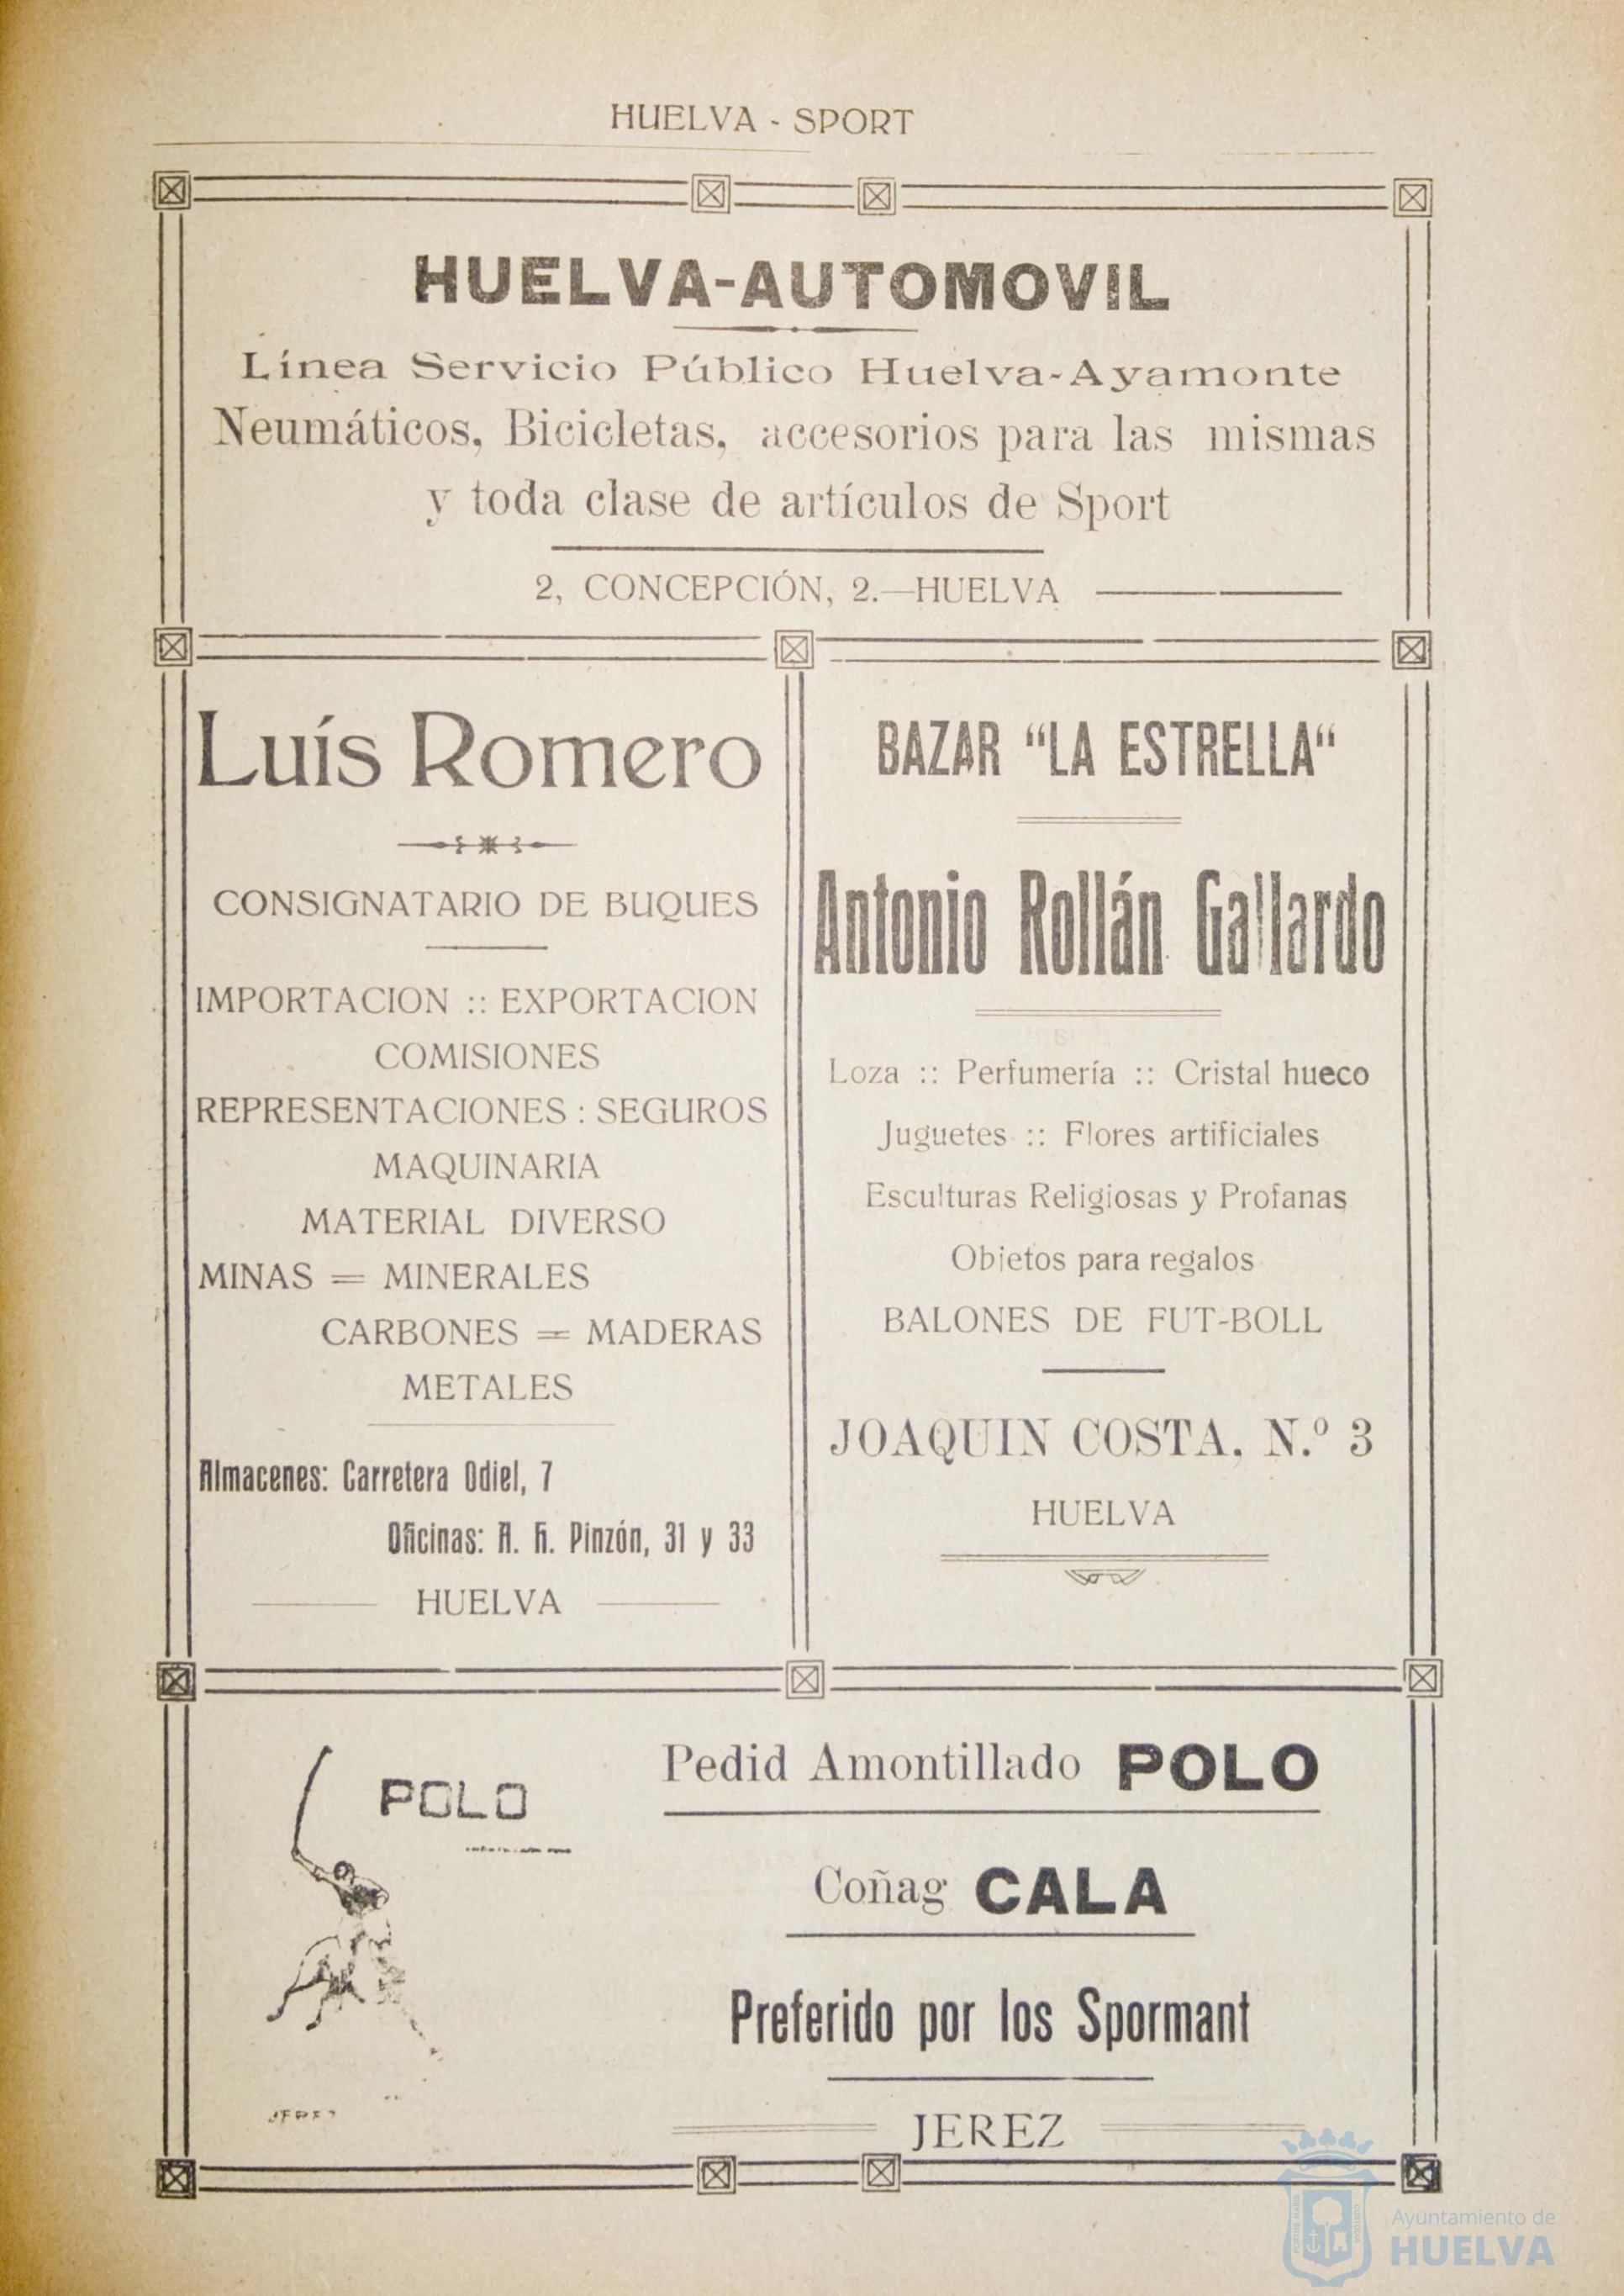 HUELVA - SPORT
HUELVA-AUTOMOVIL
Línea Servicio Público Huelva-Ayamonte
Neumáticos, Bicicletas, accesorios para las mismas
y toda clase de artículos de Sport
2, CONCEPCIÓN, 2.—HUELVA
Luís Romero
CONSIGNATARIO DE BUQUES
IMPORTACION :: EXPORTACION
COMISIONES
REPRESENTACIONES : SEGUROS
MAQUINARIA
MATERIAL DIVERSO
MINAS = MINERALES
CARBONES = MADERAS
METALES
Almacenes: Carretera Odiel, 7
Oficinas: A. H. Pinzón, 31 y 33
HUELVA
BAZAR “LA ESTRELLA“
Antonio Rollán Gallardo
Loza :: Perfumería :: Cristal hueco
Juguetes :: Flores artificiales
Esculturas Religiosas y Profanas
Objetos para regalos
BALONES DE FUT-BOLL
JOAQUIN COSTA, N.º 3
HUELVA
POLO
JEREZ
Pedid Amontillado POLO
Coñag CALA
Preferido por los Spormant
JEREZ
Ayuntamiento de
HUELVA